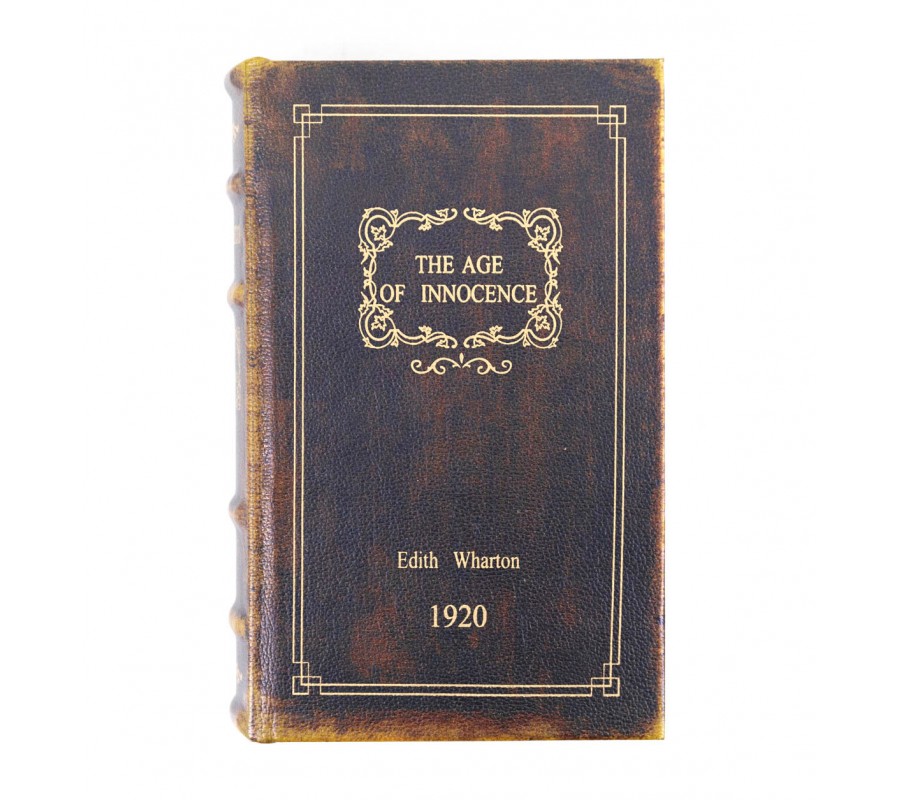 THE AGE
OF INNOCENCE
Edith Wharton
1920